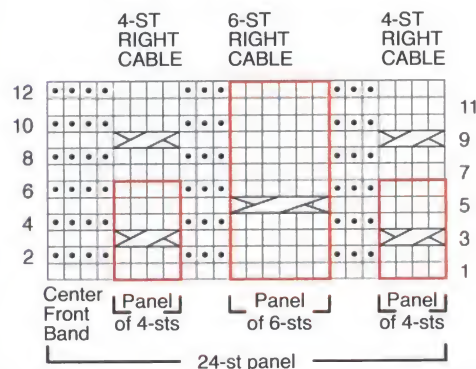 4-ST 6-ST 4-ST
RIGHT RIGHT RIGHT
CABLE CABLE CABLE
12
11
10
9
8
7
6
5
4
3
2
1
Center Panel Panel Panel
Front of 4-sts of 6-sts of 4-sts
Band
24-st panel